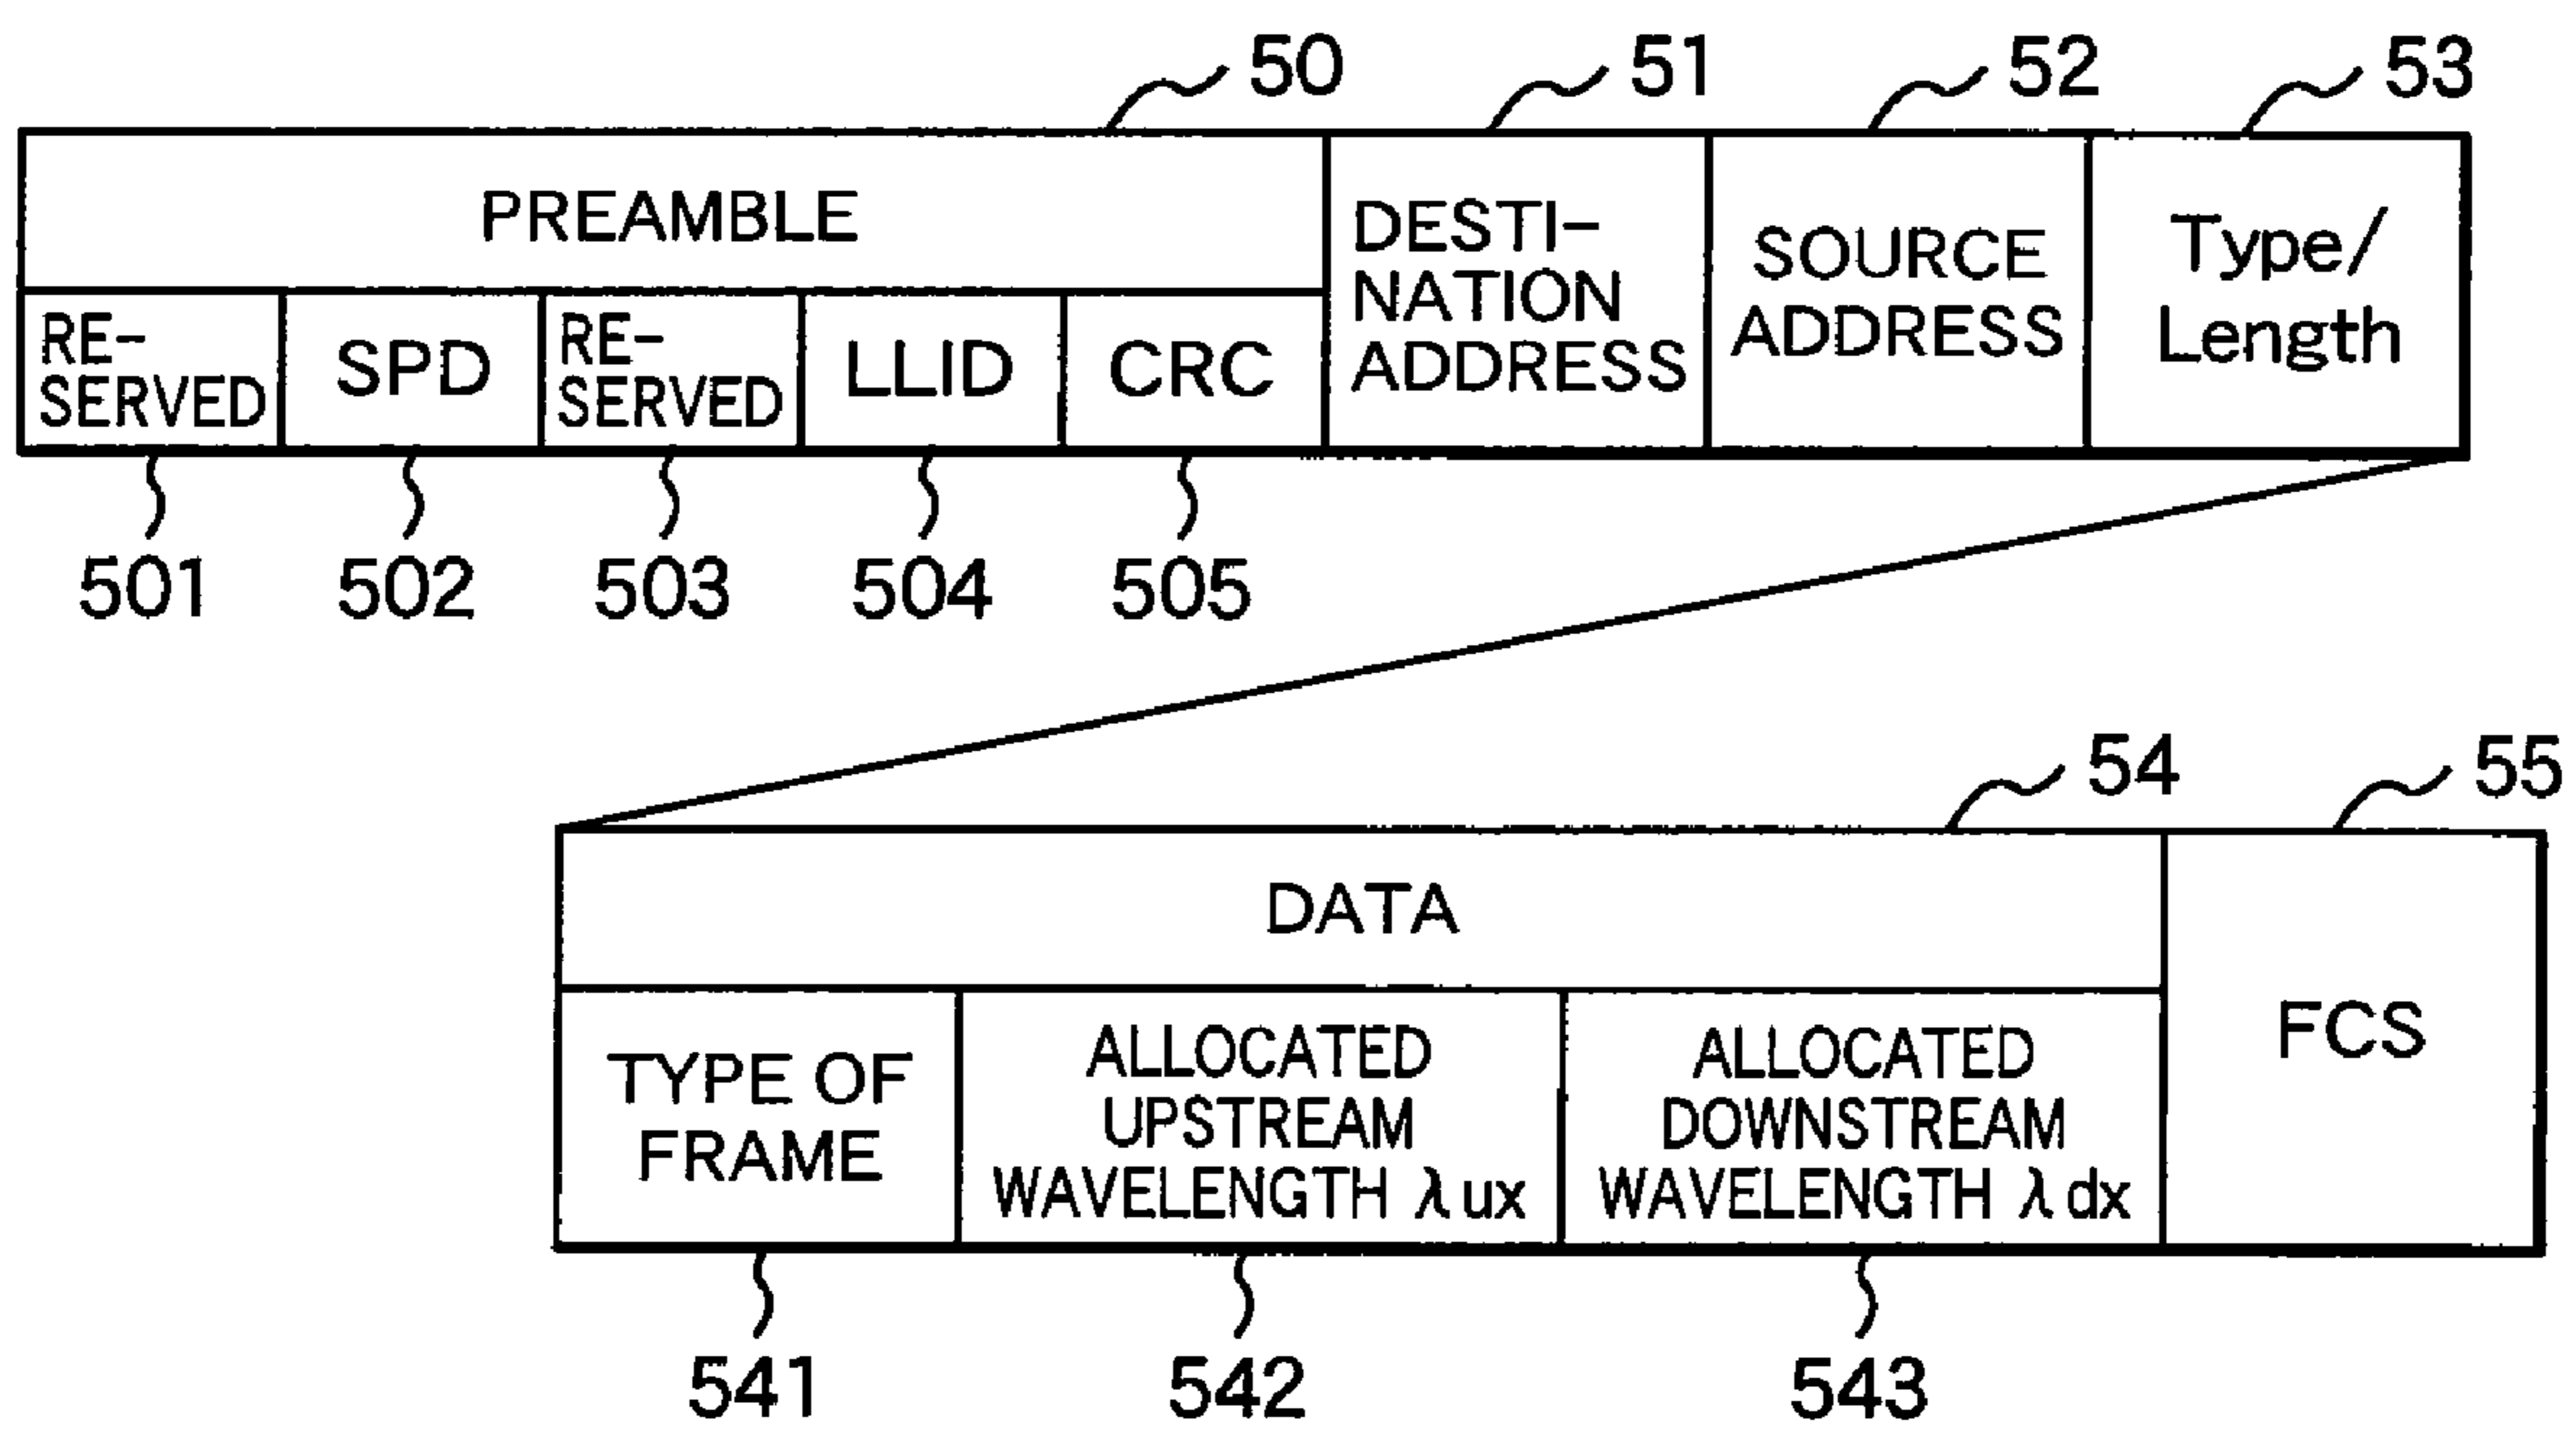 50 51 52 53
PREAMBLE
DESTI-
NATION
ADDRESS
SOURCE
ADDRESS
Type/
Length
RE-
SERVED
SPD
RE-
SERVED
LLID
CRC
501 502 503 504 505
54 55
DATA
TYPE OF
FRAME
ALLOCATED
UPSTREAM
WAVELENGTH λux
ALLOCATED
DOWNSTREAM
WAVELENGTH λdx
FCS
541 542 543